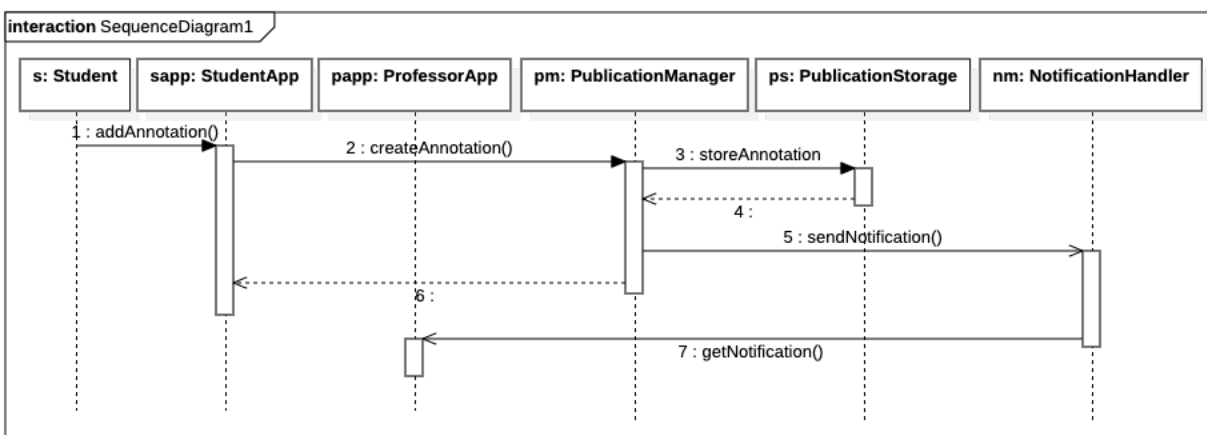 interaction SequenceDiagram1
s: Student
sapp: StudentApp
papp: ProfessorApp
pm: PublicationManager
ps: PublicationStorage
nm: NotificationHandler
1 : addAnnotation()
2 : createAnnotation()
3 : storeAnnotation
4 :
5 : sendNotification()
6 :
7 : getNotification()